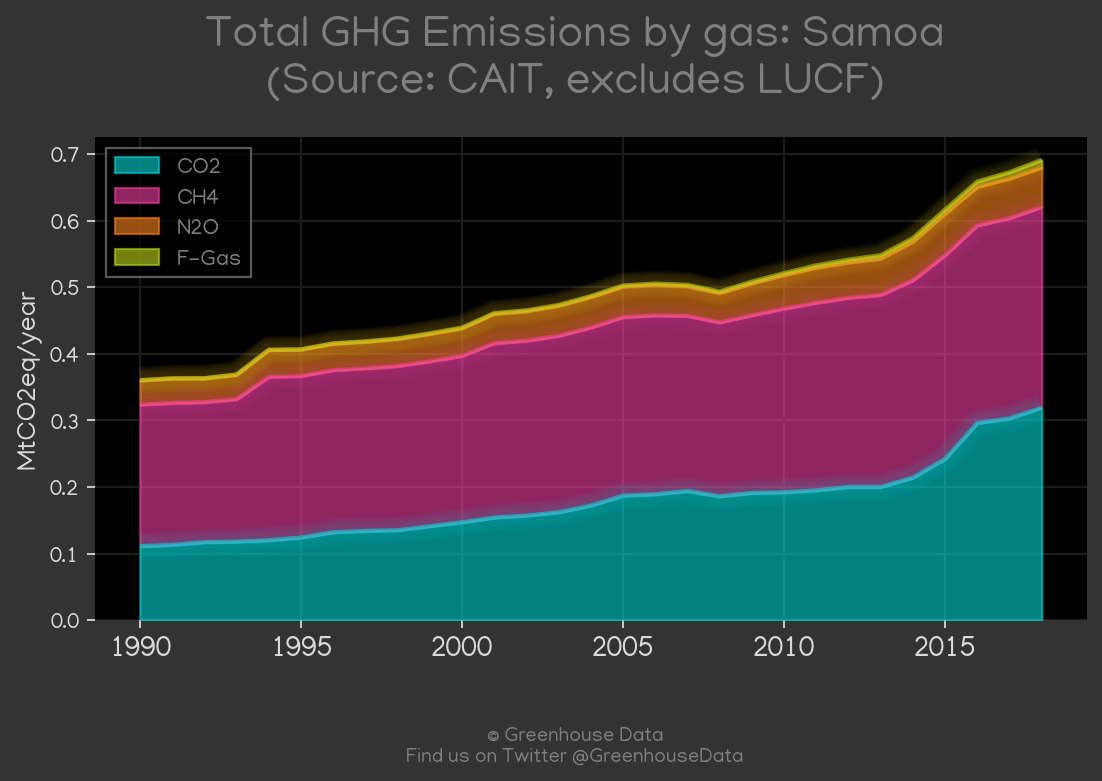 Total GHG Emissions by gas: Samoa
(Source: CAIT, excludes LUCF)
CO2
CH4
N2O
F-Gas
MtCO2eq/year
0.7
0.6
0.5
0.4
0.3
0.2
0.1
0.0
1990 1995 2000 2005 2010 2015
© Greenhouse Data
Find us on Twitter @GreenhouseData